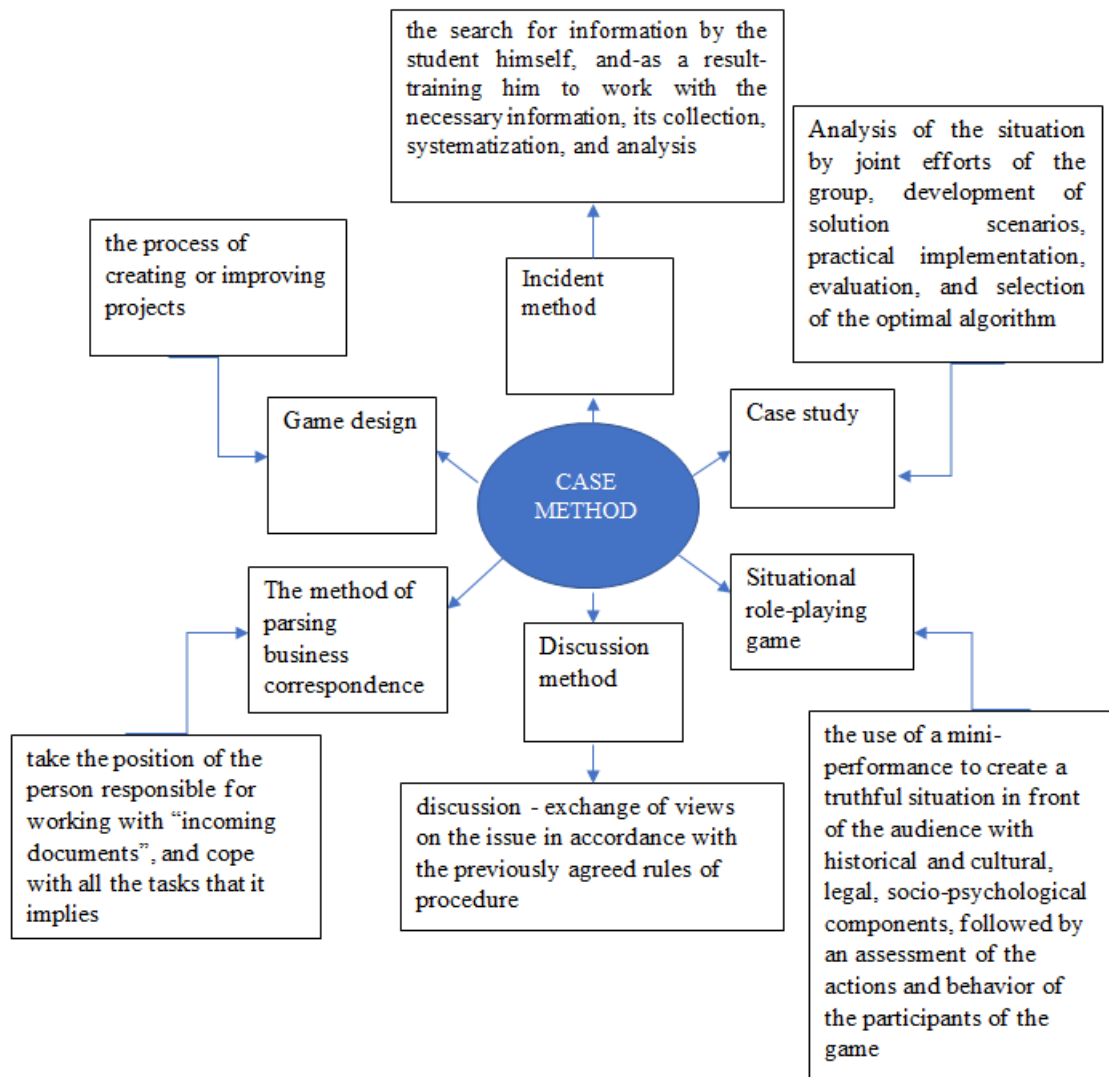 the search for information by the
student himself, and-as a result-
training him to work with the
necessary information, its collection,
systematization, and analysis
Analysis of the situation
by joint efforts of the
group, development of
solution scenarios,
practical implementation,
evaluation, and selection
of the optimal algorithm
the process of
creating or improving
projects
Incident
method
Game design
Case study
CASE
METHOD
The method of
parsing
business
correspondence
Discussion
method
Situational
role-playing
game
take the position of the
person responsible for
working with “incoming
documents”, and cope
with all the tasks that it
implies
discussion - exchange of views
on the issue in accordance with
the previously agreed rules of
procedure
the use of a mini-
performance to create a
truthful situation in front
of the audience with
historical and cultural,
legal, socio-psychological
components, followed by
an assessment of the
actions and behavior of
the participants of the
game